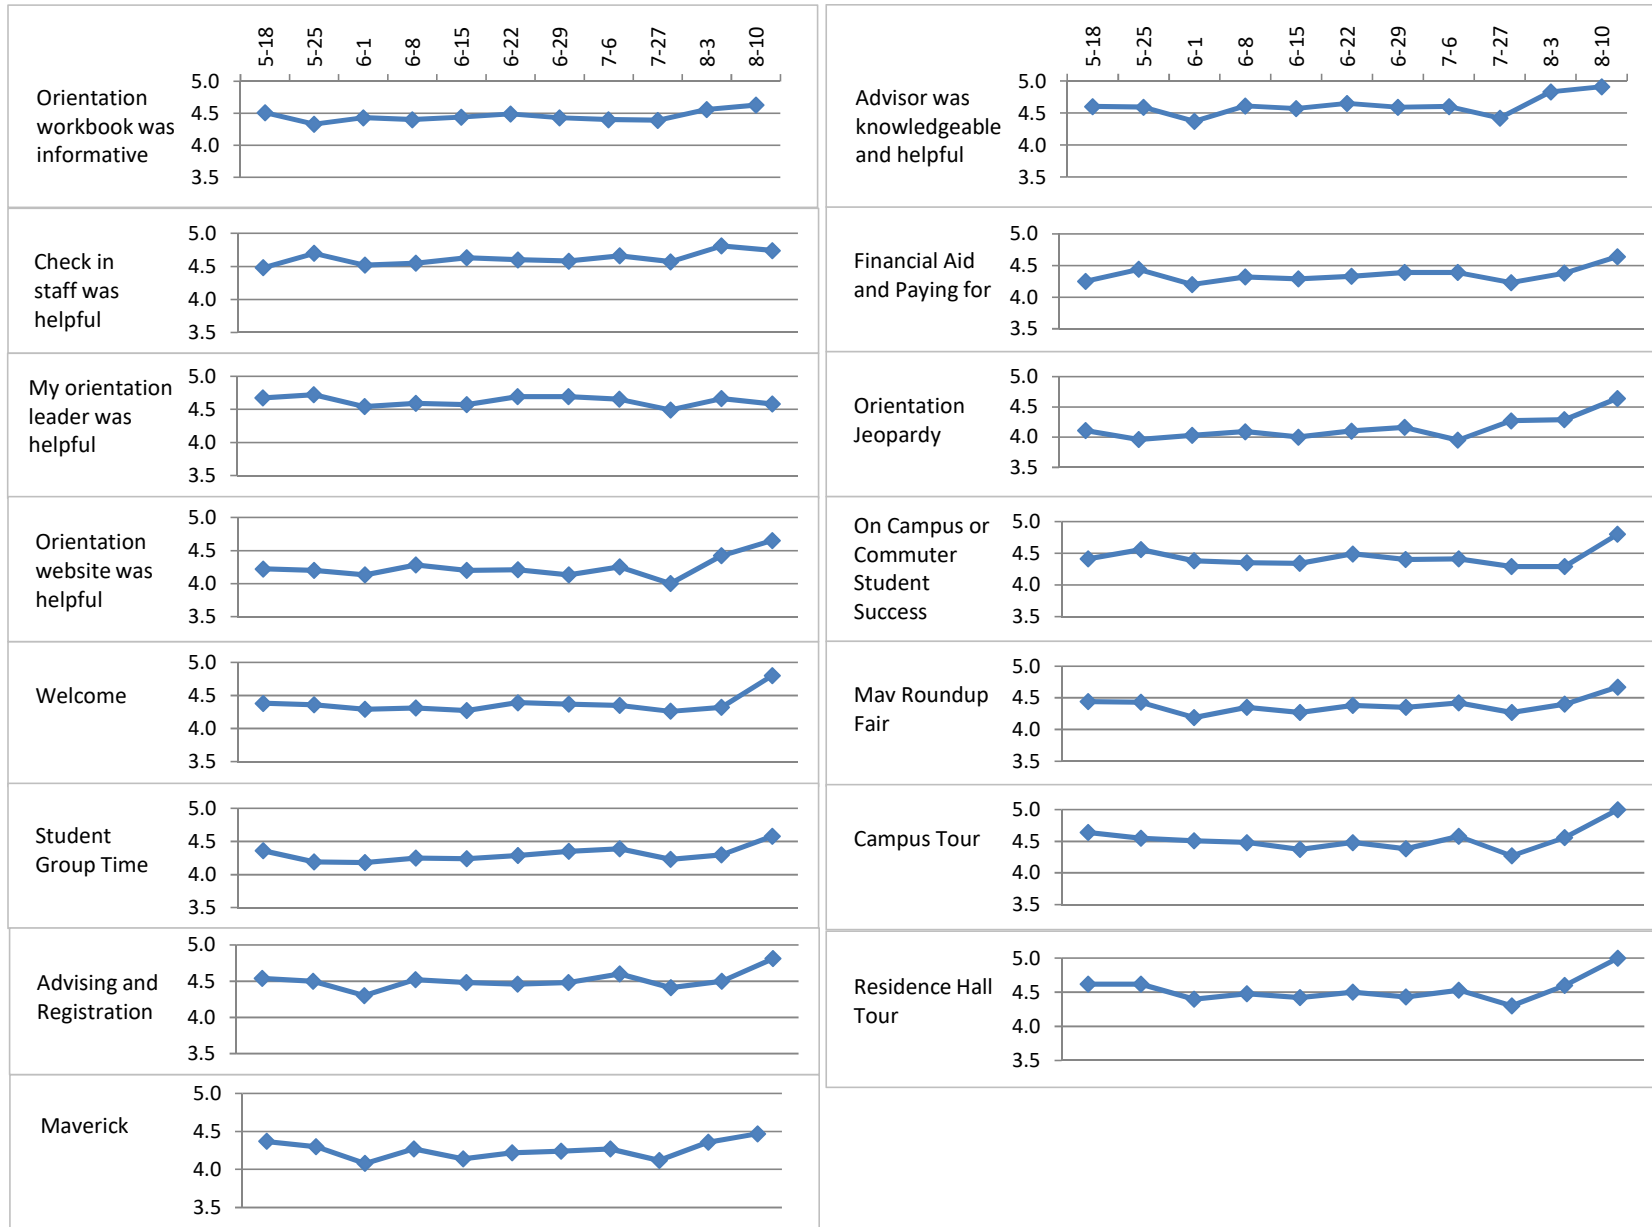 5-18
5-25
6-1
6-8
6-15
6-22
6-29
7-6
7-27
8-3
8-10
Orientation
workbook was
informative
5.0
4.5
4.0
3.5
Check in
staff was
helpful
5.0
4.5
4.0
3.5
My orientation
leader was
helpful
5.0
4.5
4.0
3.5
Orientation
website was
helpful
5.0
4.5
4.0
3.5
Welcome
5.0
4.5
4.0
3.5
Student
Group Time
5.0
4.5
4.0
3.5
Advising and
Registration
5.0
4.5
4.0
3.5
Maverick
5.0
4.5
4.0
3.5
5-18
5-25
6-1
6-8
6-15
6-22
6-29
7-6
7-27
8-3
8-10
Advisor was
knowledgeable
and helpful
5.0
4.5
4.0
3.5
Financial Aid
and Paying for
5.0
4.5
4.0
3.5
Orientation
Jeopardy
5.0
4.5
4.0
3.5
On Campus or
Commuter
Student
Success
5.0
4.5
4.0
3.5
Mav Roundup
Fair
5.0
4.5
4.0
3.5
Campus Tour
5.0
4.5
4.0
3.5
Residence Hall
Tour
5.0
4.5
4.0
3.5